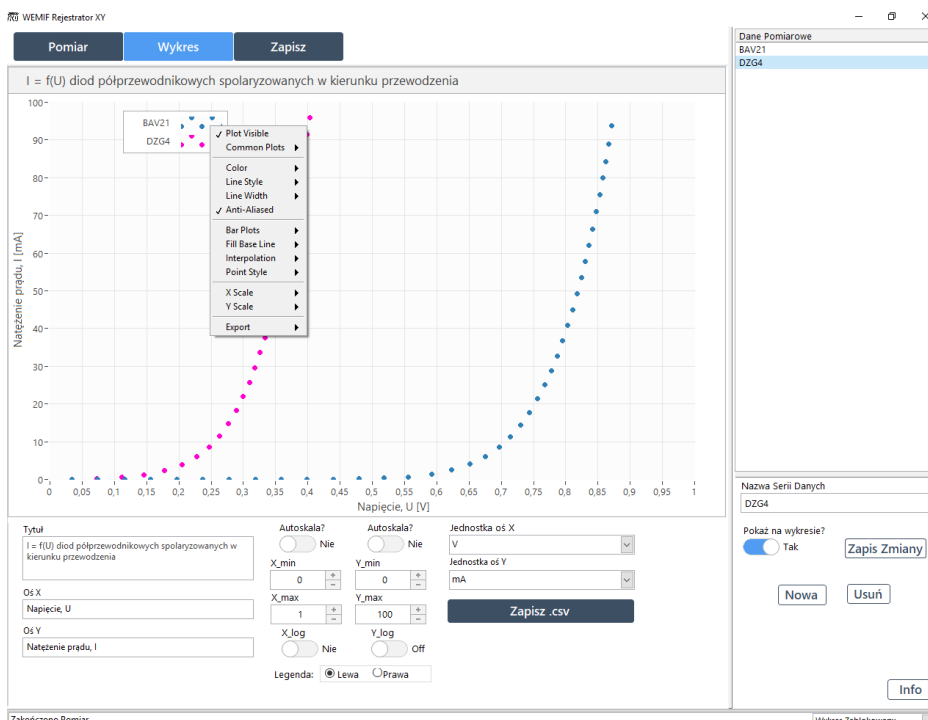 WEMIF Rejestrator XY
Pomiar
Wykres
Zapisz
I = f(U) diod półprzewodnikowych spolaryzowanych w kierunku przewodzenia
BAV21
DZG4
Plot Visible
Common Plots
Color
Line Style
Line Width
Anti-Aliased
Bar Plots
Fill Base Line
Interpolation
Point Style
X Scale
Y Scale
Export
Natężenie prądu, I [mA]
100
90
80
70
60
50
40
30
20
10
0
0 0,05 0,1 0,15 0,2 0,25 0,3 0,35 0,4 0,45 0,5 0,55 0,6 0,65 0,7 0,75 0,8 0,85 0,9 0,95 1
Napięcie, U [V]
Tytuł
I = f(U) diod półprzewodnikowych spolaryzowanych w
kierunku przewodzenia
Oś X
Napięcie, U
Oś Y
Natężenie prądu, I
Autoskala?
Nie
Autoskala?
Nie
X_min
0
Y_min
0
X_max
1
Y_max
100
X_log
Nie
Y_log
Off
Legenda: Lewa Prawa
Jednostka oś X
V
Jednostka oś Y
mA
Zapisz .csv
Dane Pomiarowe
BAV21
DZG4
Nazwa Serii Danych
DZG4
Pokaż na wykresie?
Tak
Zapis Zmiany
Nowa
Usuń
Info
Zakończono Pomiar
Wykres Zablokowany